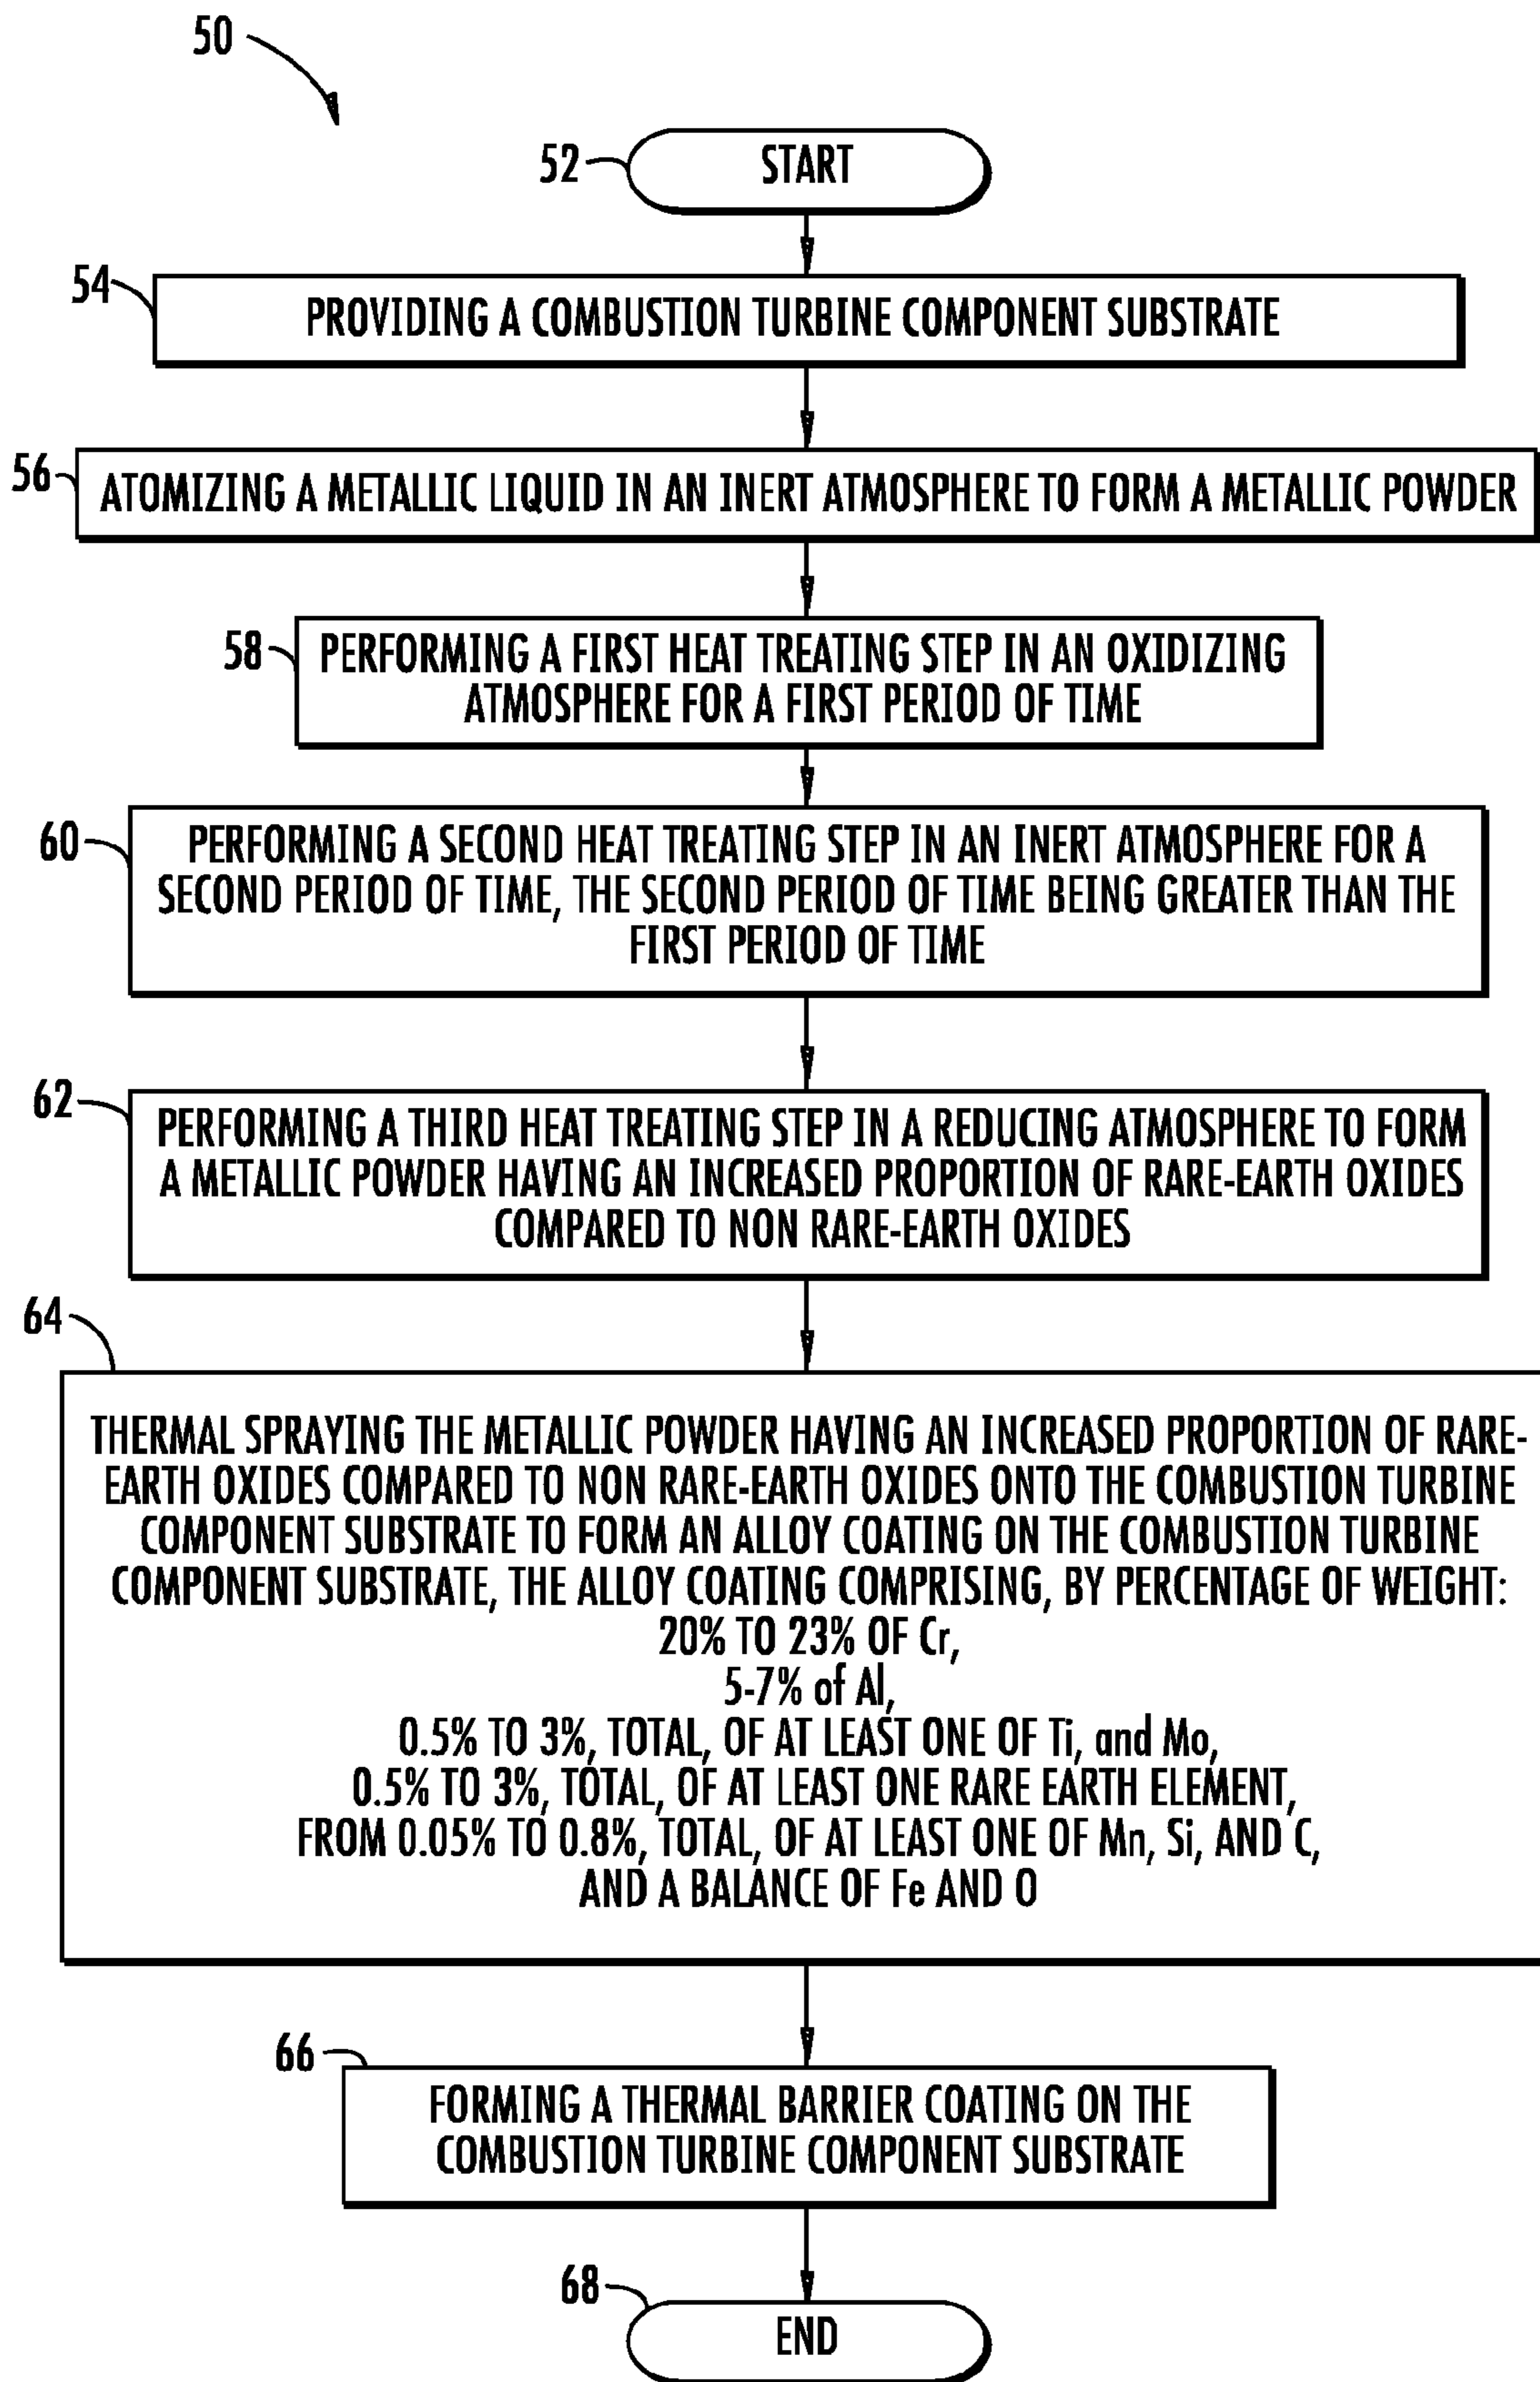 50
52
START
54
PROVIDING A COMBUSTION TURBINE COMPONENT SUBSTRATE
56
ATOMIZING A METALLIC LIQUID IN AN INERT ATMOSPHERE TO FORM A METALLIC POWDER
58
PERFORMING A FIRST HEAT TREATING STEP IN AN OXIDIZING
ATMOSPHERE FOR A FIRST PERIOD OF TIME
60
PERFORMING A SECOND HEAT TREATING STEP IN AN INERT ATMOSPHERE FOR A
SECOND PERIOD OF TIME, THE SECOND PERIOD OF TIME BEING GREATER THAN THE
FIRST PERIOD OF TIME
62
PERFORMING A THIRD HEAT TREATING STEP IN A REDUCING ATMOSPHERE TO FORM
A METALLIC POWDER HAVING AN INCREASED PROPORTION OF RARE-EARTH OXIDES
COMPARED TO NON RARE-EARTH OXIDES
64
THERMAL SPRAYING THE METALLIC POWDER HAVING AN INCREASED PROPORTION OF RARE-
EARTH OXIDES COMPARED TO NON RARE-EARTH OXIDES ONTO THE COMBUSTION TURBINE
COMPONENT SUBSTRATE TO FORM AN ALLOY COATING ON THE COMBUSTION TURBINE
COMPONENT SUBSTRATE, THE ALLOY COATING COMPRISING, BY PERCENTAGE OF WEIGHT:
20% TO 23% OF Cr,
5-7% of Al,
0.5% TO 3%, TOTAL, OF AT LEAST ONE OF Ti, and Mo,
0.5% TO 3%, TOTAL, OF AT LEAST ONE RARE EARTH ELEMENT,
FROM 0.05% TO 0.8%, TOTAL, OF AT LEAST ONE OF Mn, Si, AND C,
AND A BALANCE OF Fe AND O
66
FORMING A THERMAL BARRIER COATING ON THE
COMBUSTION TURBINE COMPONENT SUBSTRATE
68
END